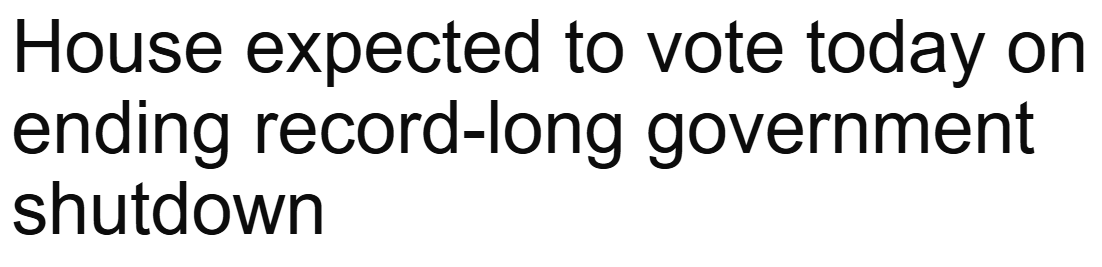 House expected to vote today on
ending record-long government
shutdown